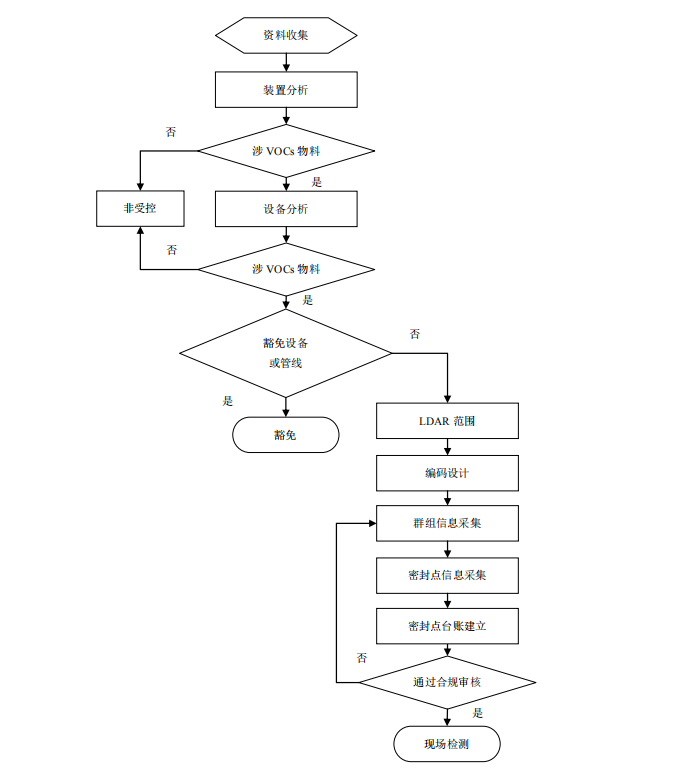 资料收集
装置分析
否
涉 VOCs 物料
是
非受控
设备分析
否
涉 VOCs 物料
是
豁免设备
或管线
否
是
豁免
LDAR 范围
编码设计
群组信息采集
密封点信息采集
密封点台账建立
否
通过合规审核
是
现场检测